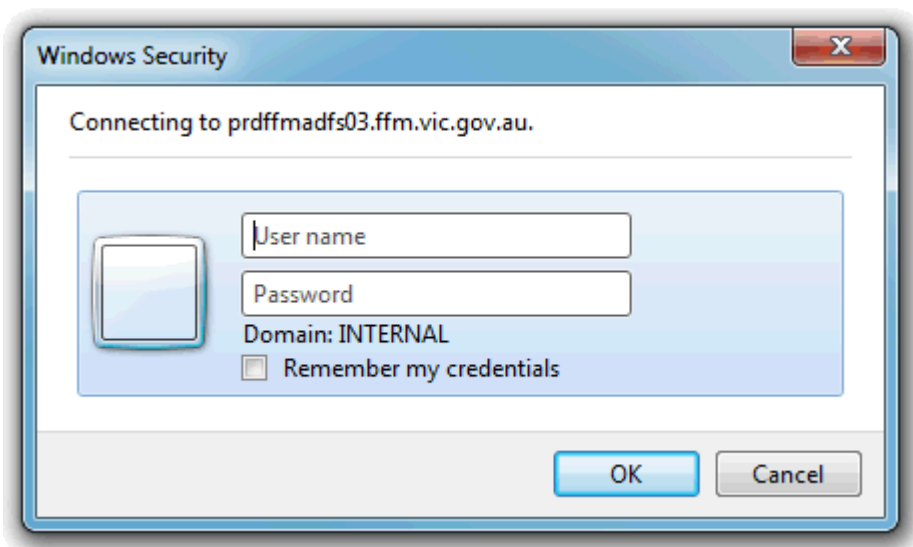 Windows Security
Connecting to prdffmadfs03.ffm.vic.gov.au.
User name
Password
Domain: INTERNAL
Remember my credentials
OK Cancel